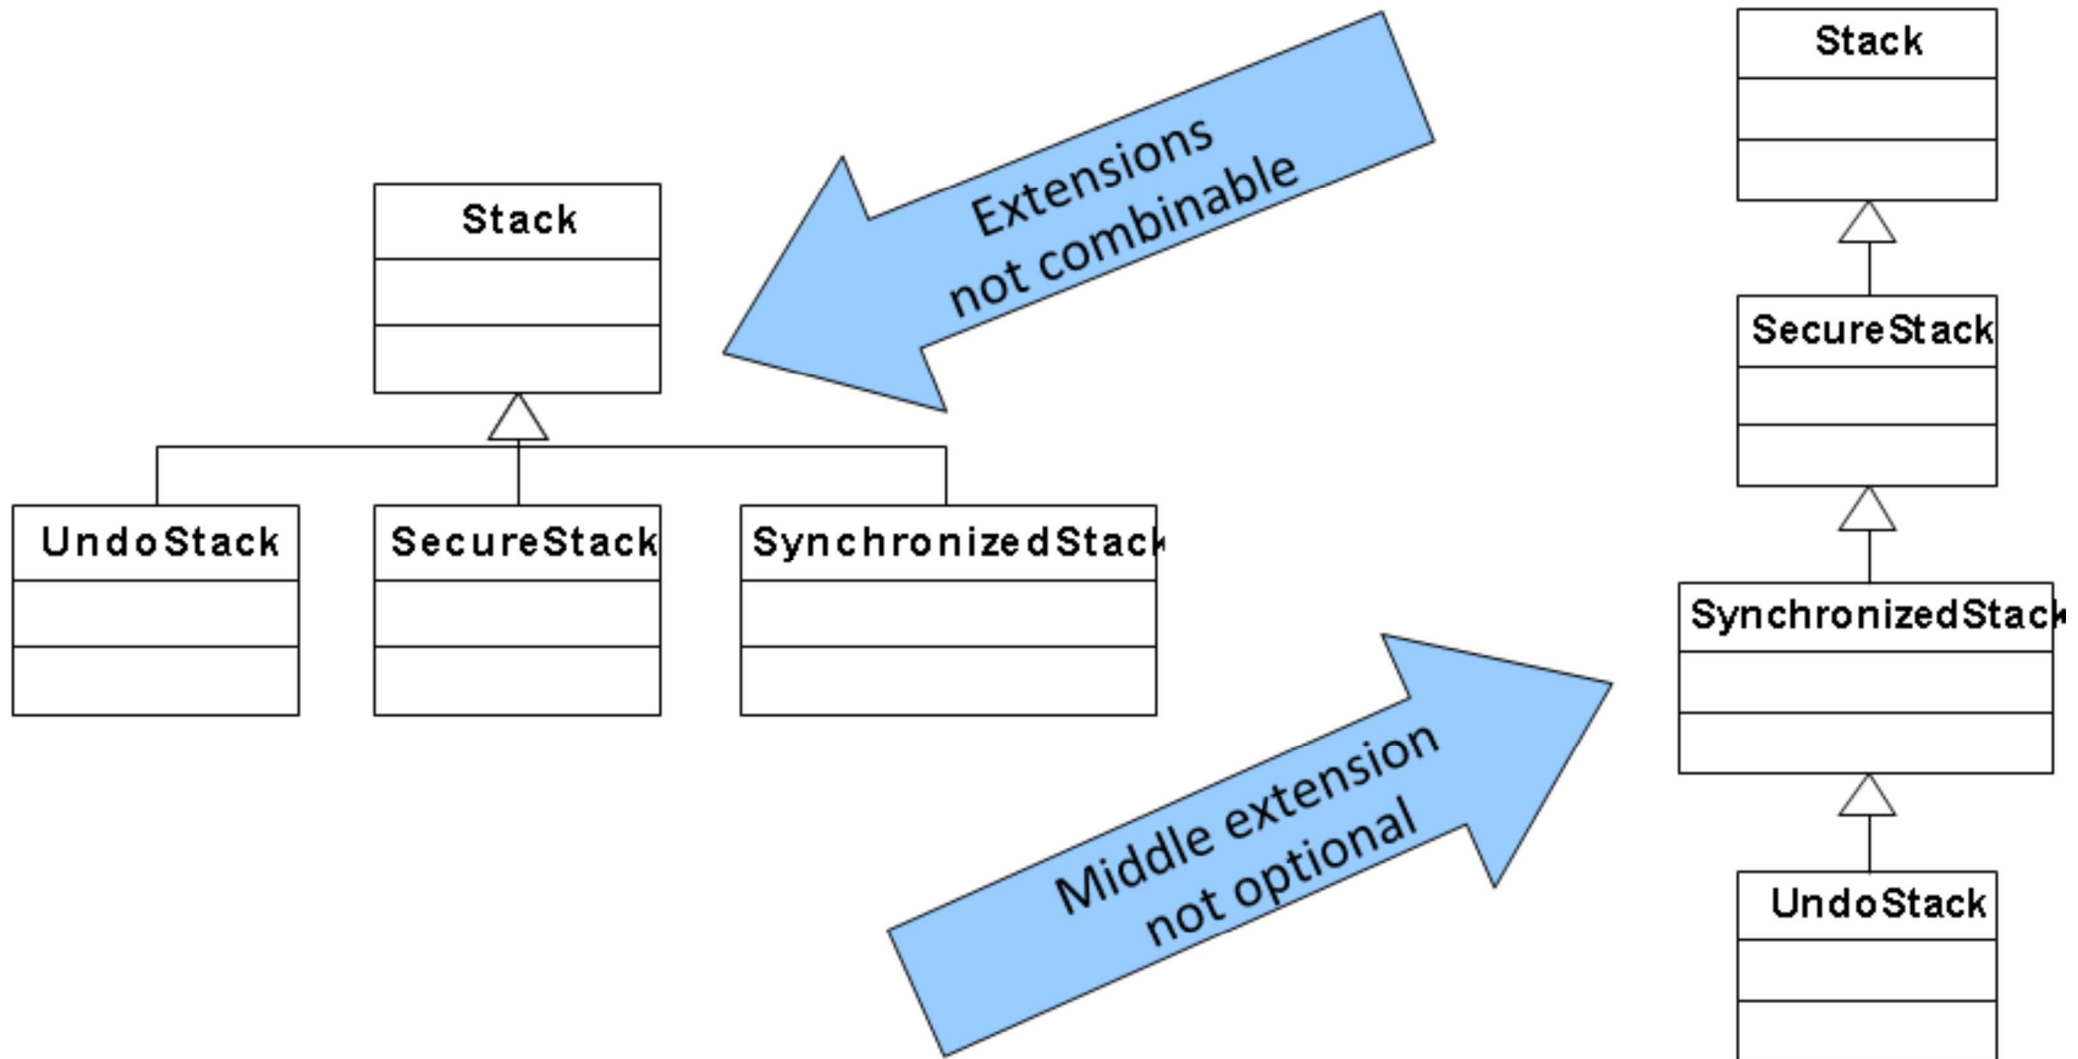 Stack
UndoStack
SecureStack
SynchronizedStack
Extensions
not combinable
Middle extension
not optional
Stack
SecureStack
SynchronizedStack
UndoStack